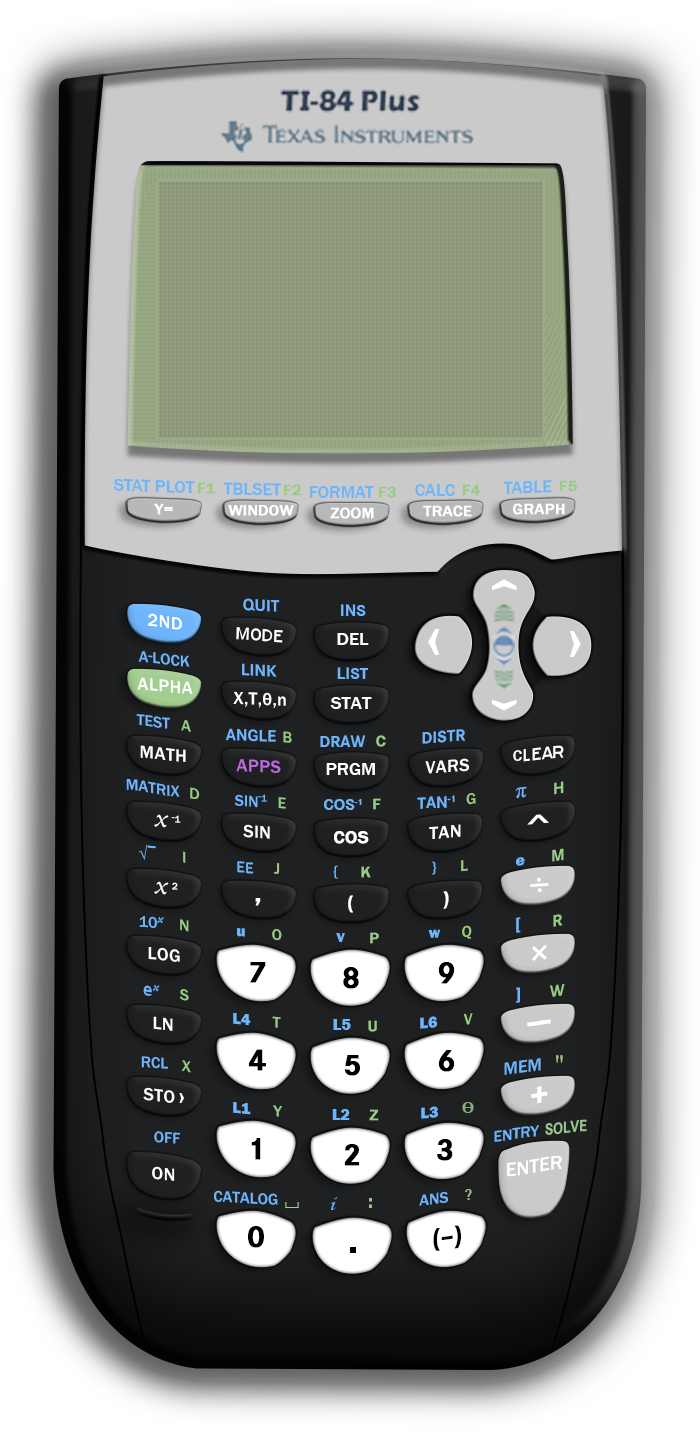 TI-84 Plus
TEXAS INSTRUMENTS
STAT PLOT F1 TBLSET F2 FORMAT F3 CALC F4 TABLE F5
Y= WINDOW ZOOM TRACE GRAPH
QUIT INS
2ND MODE DEL
A-LOCK LINK LIST
ALPHA X,T,θ,n STAT
TEST A ANGLE B DRAW C DISTR
MATH APPS PRGM VARS CLEAR
MATRIX D SIN⁻¹ E COS⁻¹ F TAN⁻¹ G π H
x⁻¹ SIN COS TAN ^
√‾ I EE J { K } L e M
x² , ( ) ÷
10ˣ N u O v P w Q [ R
LOG 7 8 9 ×
eˣ S L4 T L5 U L6 V ] W
LN 4 5 6 −
RCL X L1 Y L2 Z L3 θ MEM "
STO › 1 2 3 +
OFF ENTRY SOLVE
ON ENTER
CATALOG ⎵ i : ANS ?
0 . (−)